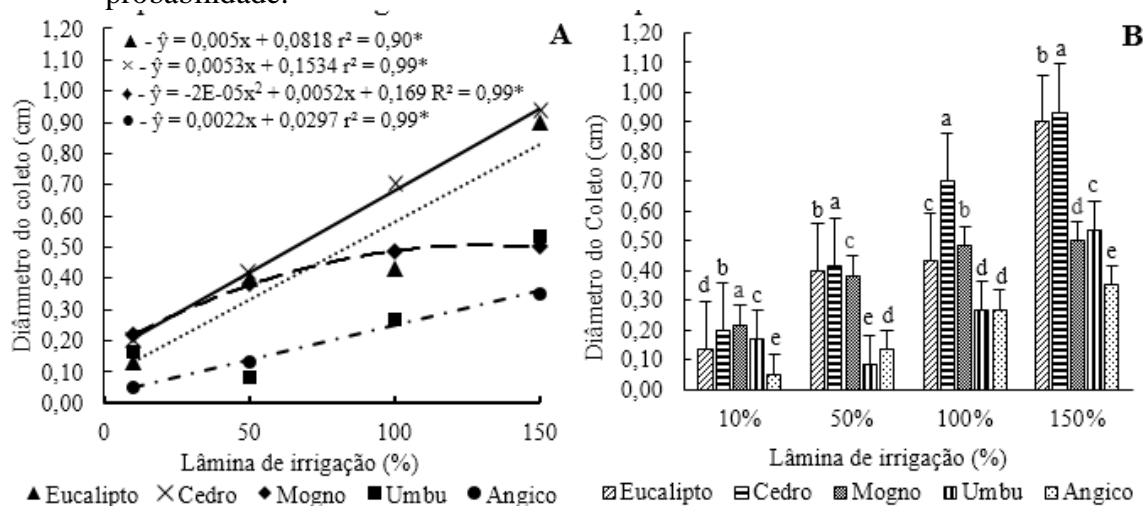 probabilidade.
A
▲ - ŷ = 0,005x + 0,0818 r² = 0,90*
× - ŷ = 0,0053x + 0,1534 r² = 0,99*
◆ - ŷ = -2E-05x² + 0,0052x + 0,169 R² = 0,99*
● - ŷ = 0,0022x + 0,0297 r² = 0,99*
Diâmnetro do coleto (cm)
1,20
1,10
1,00
0,90
0,80
0,70
0,60
0,50
0,40
0,30
0,20
0,10
0,00
0 50 100 150
Lâmina de irrigação (%)
▲ Eucalipto × Cedro ◆ Mogno ■ Umbu ● Angico
B
Diâmetro do Coleto (cm)
1,20
1,10
1,00
0,90
0,80
0,70
0,60
0,50
0,40
0,30
0,20
0,10
0,00
d b a c e
b a c e d
c a b d d
b a d c e
10% 50% 100% 150%
Lâmina de irrigação (%)
Eucalipto Cedro Mogno Umbu Angico